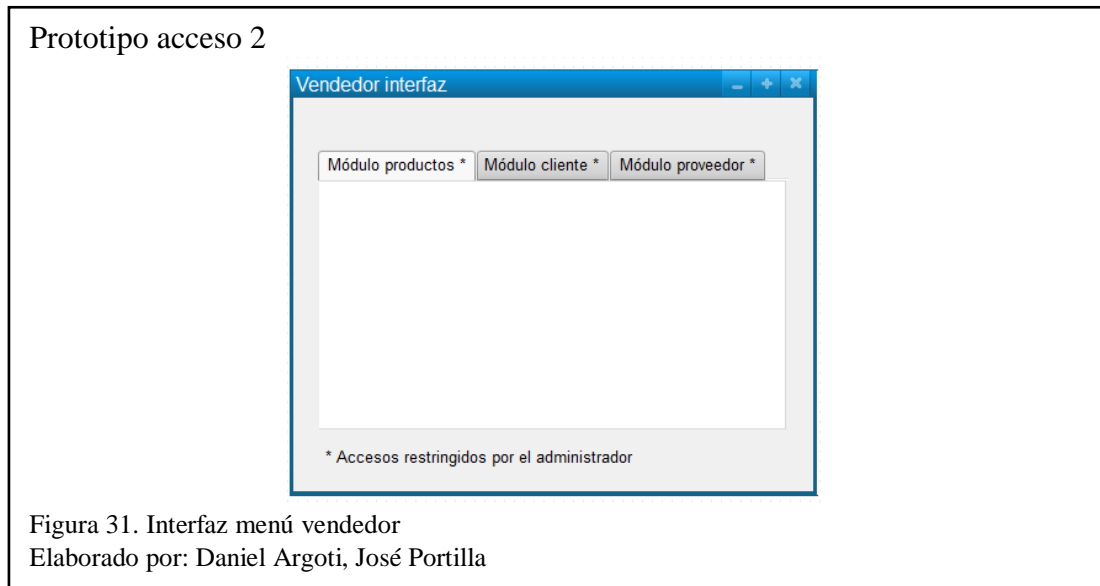 Prototipo acceso 2
Vendedor interfaz
Módulo productos * Módulo cliente * Módulo proveedor *
* Accesos restringidos por el administrador
Figura 31. Interfaz menú vendedor
Elaborado por: Daniel Argoti, José Portilla